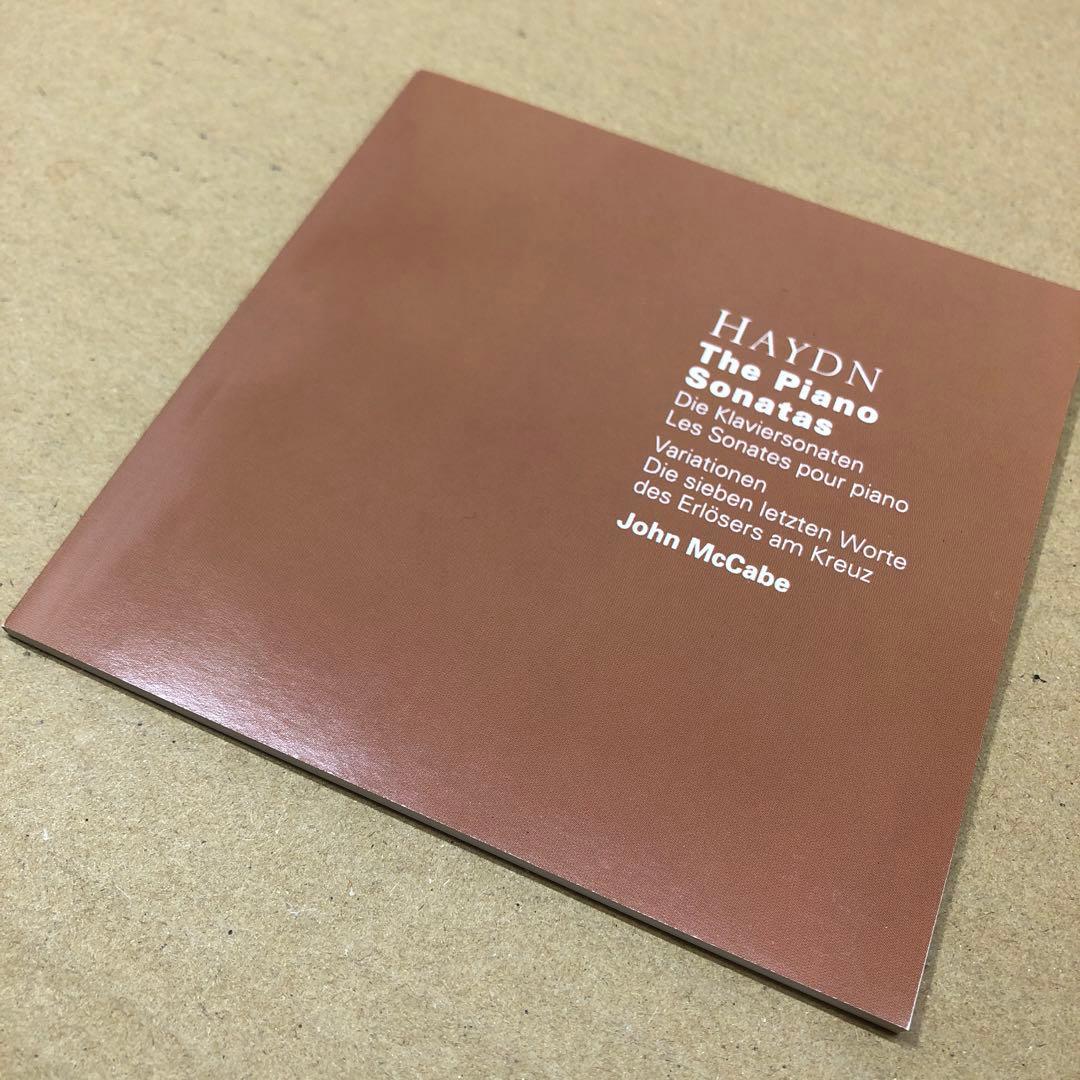 HAYDN
The Piano
Sonatas
Die Klaviersonaten
Les Sonates pour piano
Variationen
Die sieben letzten Worte
des Erlösers am Kreuz
John McCabe